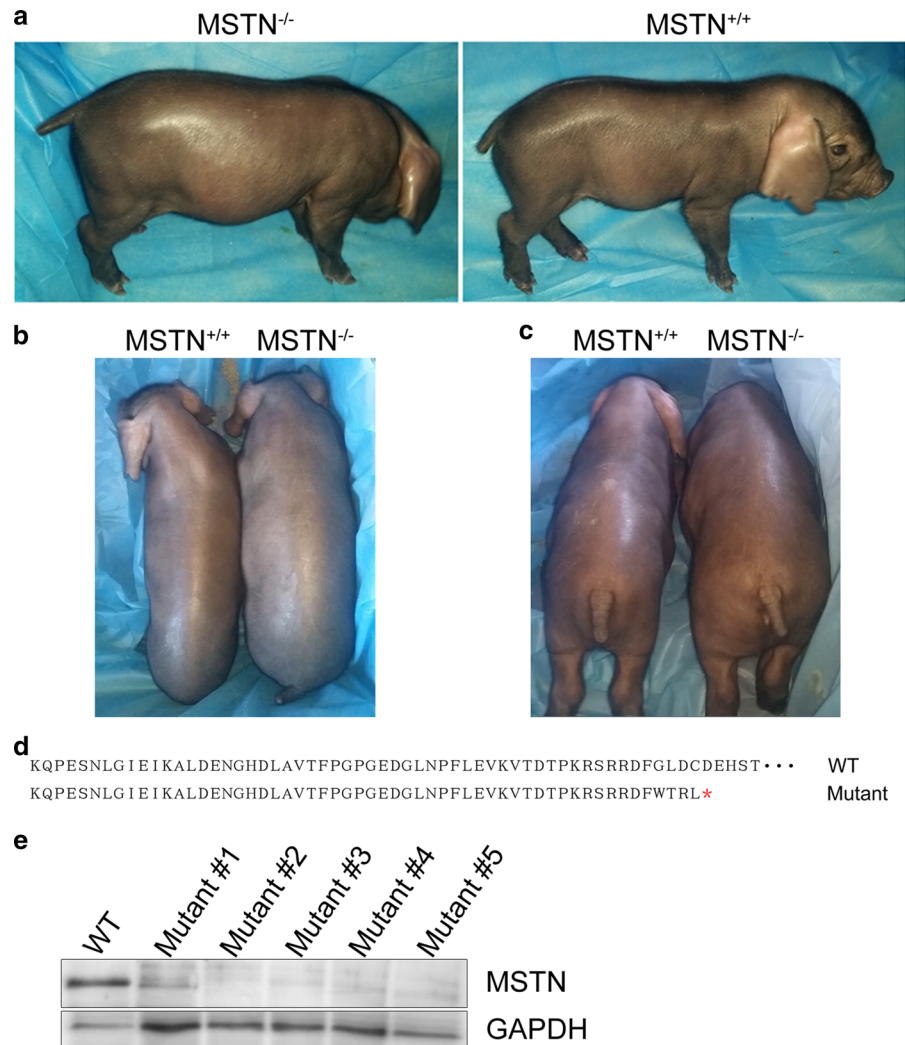 a
MSTN-/- MSTN+/+
b
MSTN+/+ MSTN-/-
c
MSTN+/+ MSTN-/-
d
KQPESNLGIEIKALDENGHDLAVTFPGPGEDGLNPFLEVKVTDTPKRSRRDFGLDCDEHST••• WT
KQPESNLGIEIKALDENGHDLAVTFPGPGEDGLNPFLEVKVTDTPKRSRRDFWTRL* Mutant
e
WT Mutant #1 Mutant #2 Mutant #3 Mutant #4 Mutant #5
MSTN
GAPDH